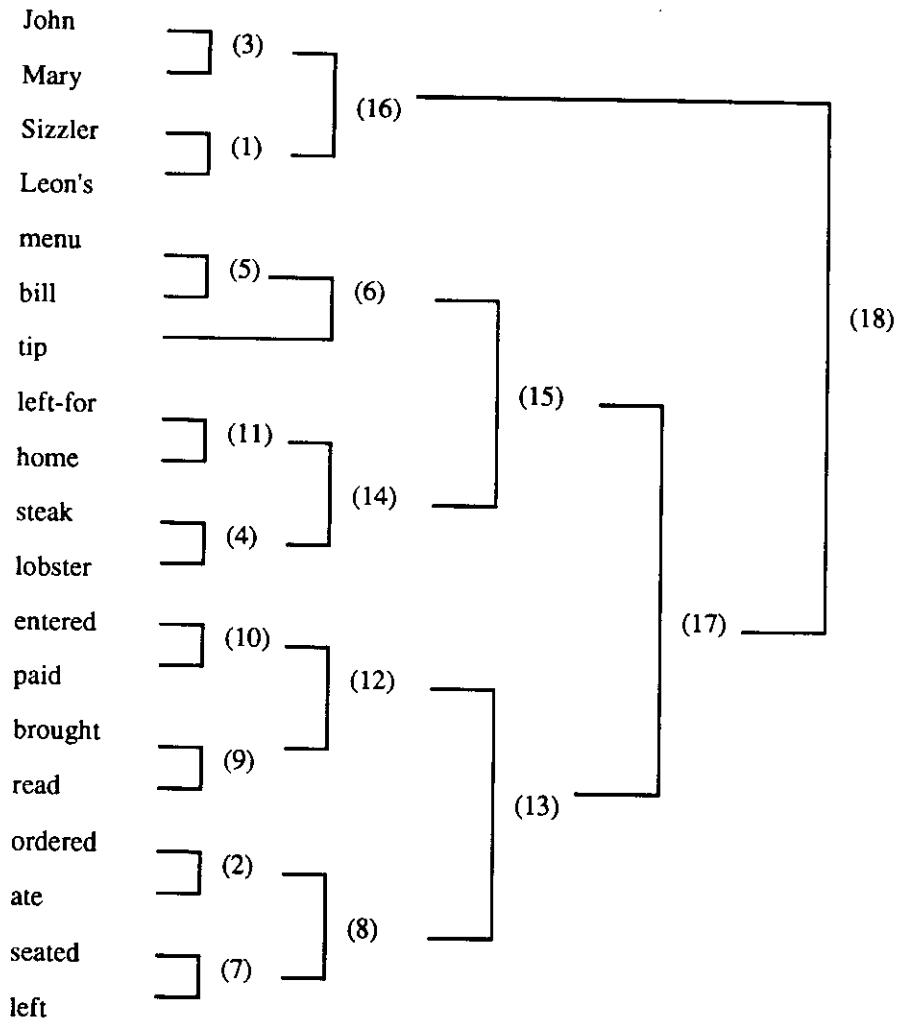 John
(3)
Mary
(16)
Sizzler
(1)
Leon's
menu
(5)
bill
(6)
(18)
tip
left-for
(15)
(11)
home
(14)
steak
(4)
lobster
entered
(10)
(17)
paid
(12)
brought
(9)
read
(13)
ordered
(2)
ate
(8)
seated
(7)
left